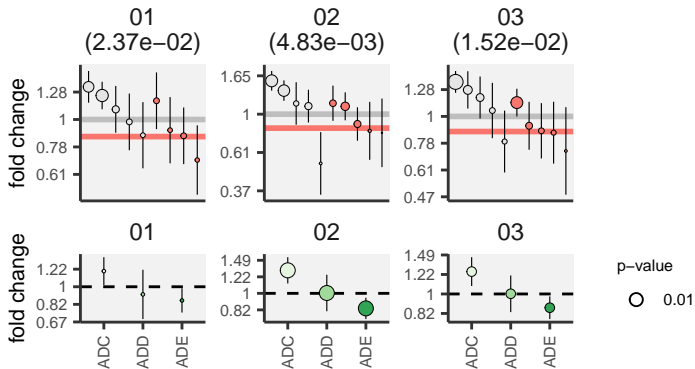 01 02 03
(2.37e−02) (4.83e−03) (1.52e−02)
fold change
1.28
1
0.78
0.61
1.65
1
0.61
0.37
1.28
1
0.78
0.61
0.47
01 02 03
fold change
1.22
1
0.82
0.67
1.49
1.22
1
0.82
1.49
1.22
1
0.82
ADC ADD ADE
ADC ADD ADE
ADC ADD ADE
p−value
0.01